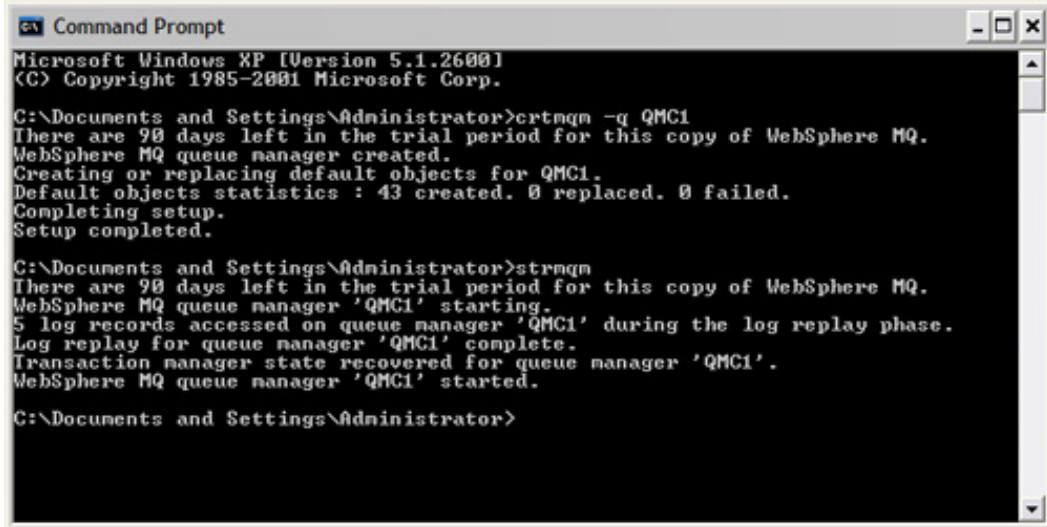 Command Prompt
Microsoft Windows XP [Version 5.1.2600]
(C) Copyright 1985-2001 Microsoft Corp.
C:\Documents and Settings\Administrator>crtmqm -q QMC1
There are 90 days left in the trial period for this copy of WebSphere MQ.
WebSphere MQ queue manager created.
Creating or replacing default objects for QMC1.
Default objects statistics : 43 created. 0 replaced. 0 failed.
Completing setup.
Setup completed.
C:\Documents and Settings\Administrator>strmqm
There are 90 days left in the trial period for this copy of WebSphere MQ.
WebSphere MQ queue manager 'QMC1' starting.
5 log records accessed on queue manager 'QMC1' during the log replay phase.
Log replay for queue manager 'QMC1' complete.
Transaction manager state recovered for queue manager 'QMC1'.
WebSphere MQ queue manager 'QMC1' started.
C:\Documents and Settings\Administrator>